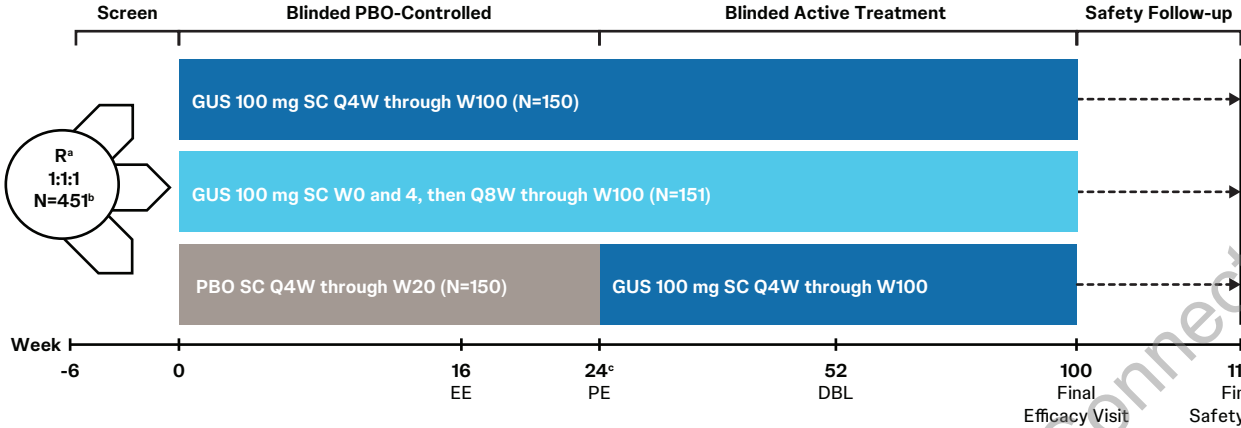 Screen Blinded PBO-Controlled Blinded Active Treatment Safety Follow-up
GUS 100 mg SC Q4W through W100 (N=150)
Rᵃ
1:1:1
N=451ᵇ
GUS 100 mg SC W0 and 4, then Q8W through W100 (N=151)
PBO SC Q4W through W20 (N=150) GUS 100 mg SC Q4W through W100
Week
-6 0 16 24ᶜ 52 100
EE PE DBL Final
Efficacy Visit Safety
Connect